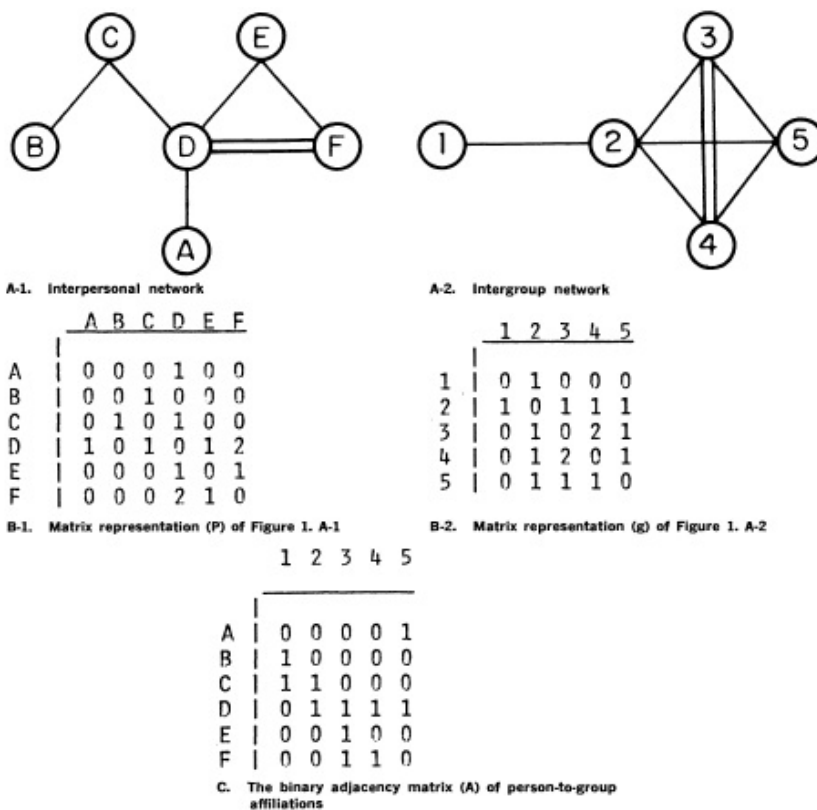 C E
B D F
A
3
1 2 5
4
A-1. Interpersonal network
A-2. Intergroup network
A B C D E F
A | 0 0 0 1 0 0
B | 0 0 1 0 0 0
C | 0 1 0 1 0 0
D | 1 0 1 0 1 2
E | 0 0 0 1 0 1
F | 0 0 0 2 1 0
B-1. Matrix representation (P) of Figure 1. A-1
1 2 3 4 5
1 | 0 1 0 0 0
2 | 1 0 1 1 1
3 | 0 1 0 2 1
4 | 0 1 2 0 1
5 | 0 1 1 1 0
B-2. Matrix representation (g) of Figure 1. A-2
1 2 3 4 5
A | 0 0 0 0 1
B | 1 0 0 0 0
C | 1 1 0 0 0
D | 0 1 1 1 1
E | 0 0 1 0 0
F | 0 0 1 1 0
C. The binary adjacency matrix (A) of person-to-group
affiliations